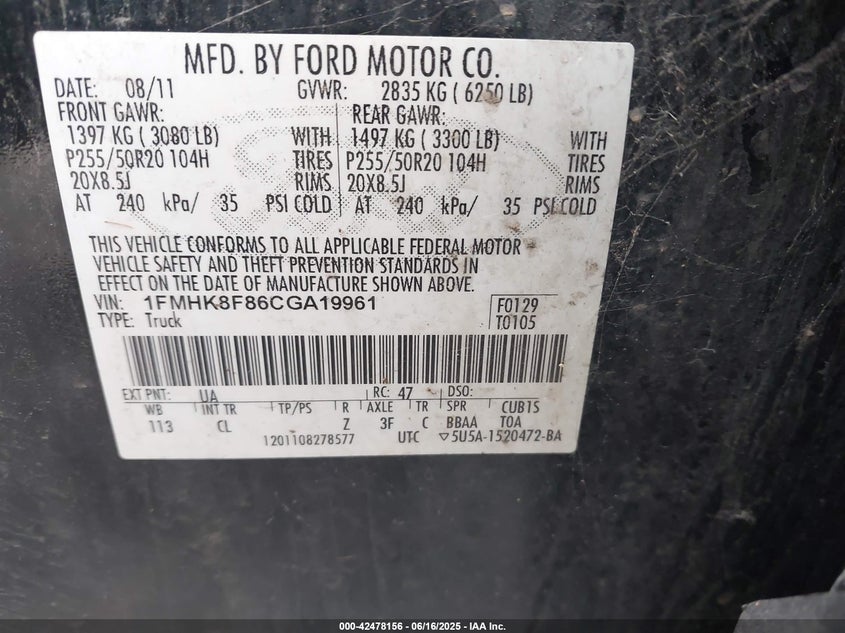 MFD. BY FORD MOTOR CO.
DATE: 08/11 GVWR: 2835 KG ( 6250 LB)
FRONT GAWR: REAR GAWR:
1397 KG ( 3080 LB) WITH 1497 KG ( 3300 LB) WITH
P255/50R20 104H TIRES P255/50R20 104H TIRES
20X8.5J RIMS 20X8.5J RIMS
AT 240 kPa/ 35 PSI COLD AT 240 kPa/ 35 PSI COLD
THIS VEHICLE CONFORMS TO ALL APPLICABLE FEDERAL MOTOR
VEHICLE SAFETY AND THEFT PREVENTION STANDARDS IN
EFFECT ON THE DATE OF MANUFACTURE SHOWN ABOVE.
VIN: 1FMHK8F86CGA19961 F0129
TYPE: Truck T0105
EXT PNT: UA RC: 47 DSO:
WB INT TR TP/PS R AXLE TR SPR CUB1S
113 CL Z 3F C BBAA TOA
1201108278577 UTC ▽5U5A-1520472-BA
000-42478156 - 06/16/2025 - IAA Inc.